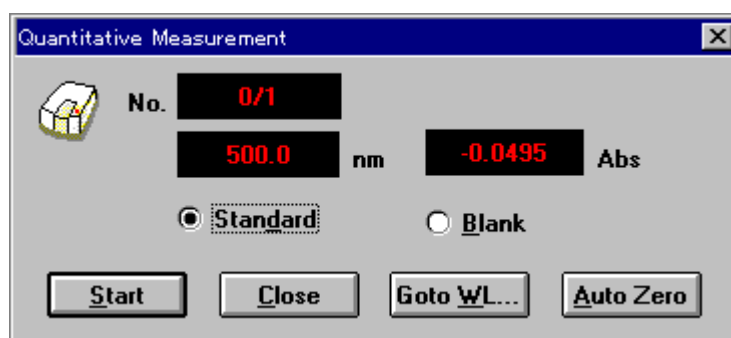 Quantitative Measurement
No. 0/1
500.0 nm -0.0495 Abs
Standard Blank
Start Close Goto WL... Auto Zero